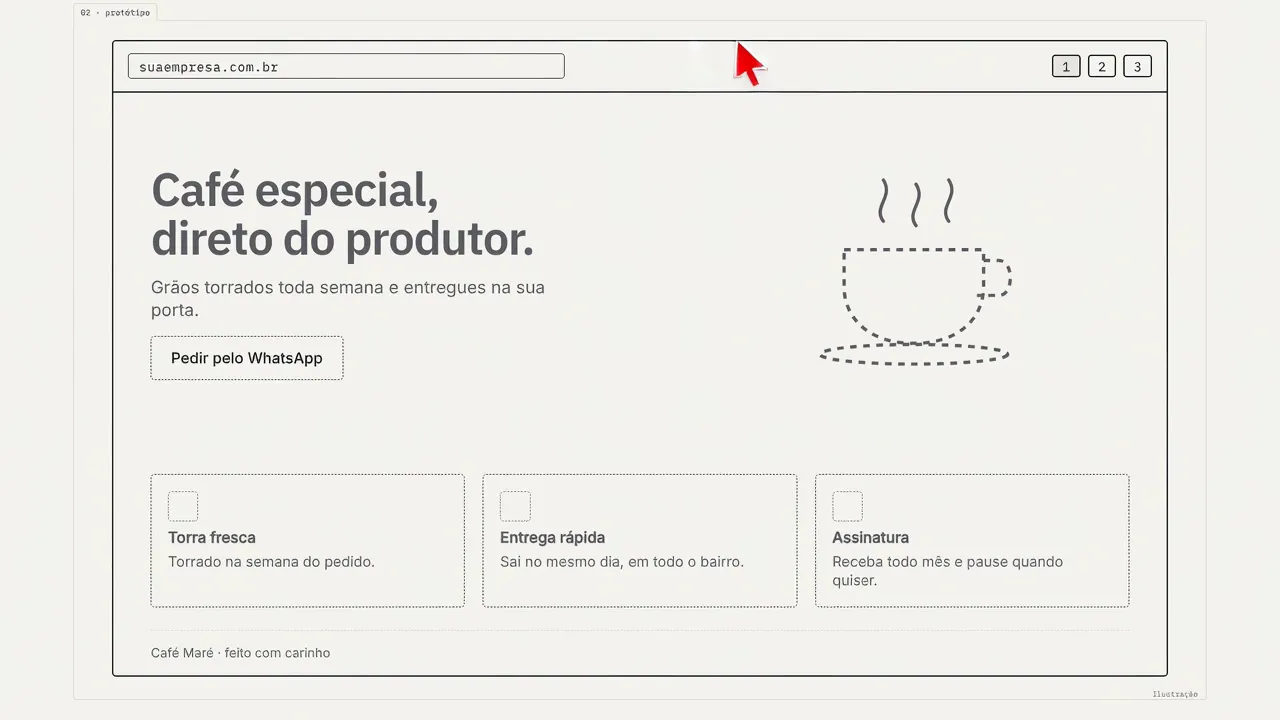 02 · protótipo
suaempresa.com.br
1 2 3
Café especial,
direto do produtor.
Grãos torrados toda semana e entregues na sua
porta.
Pedir pelo WhatsApp
Torra fresca
Torrado na semana do pedido.
Entrega rápida
Sai no mesmo dia, em todo o bairro.
Assinatura
Receba todo mês e pause quando
quiser.
Café Maré · feito com carinho
ilustração